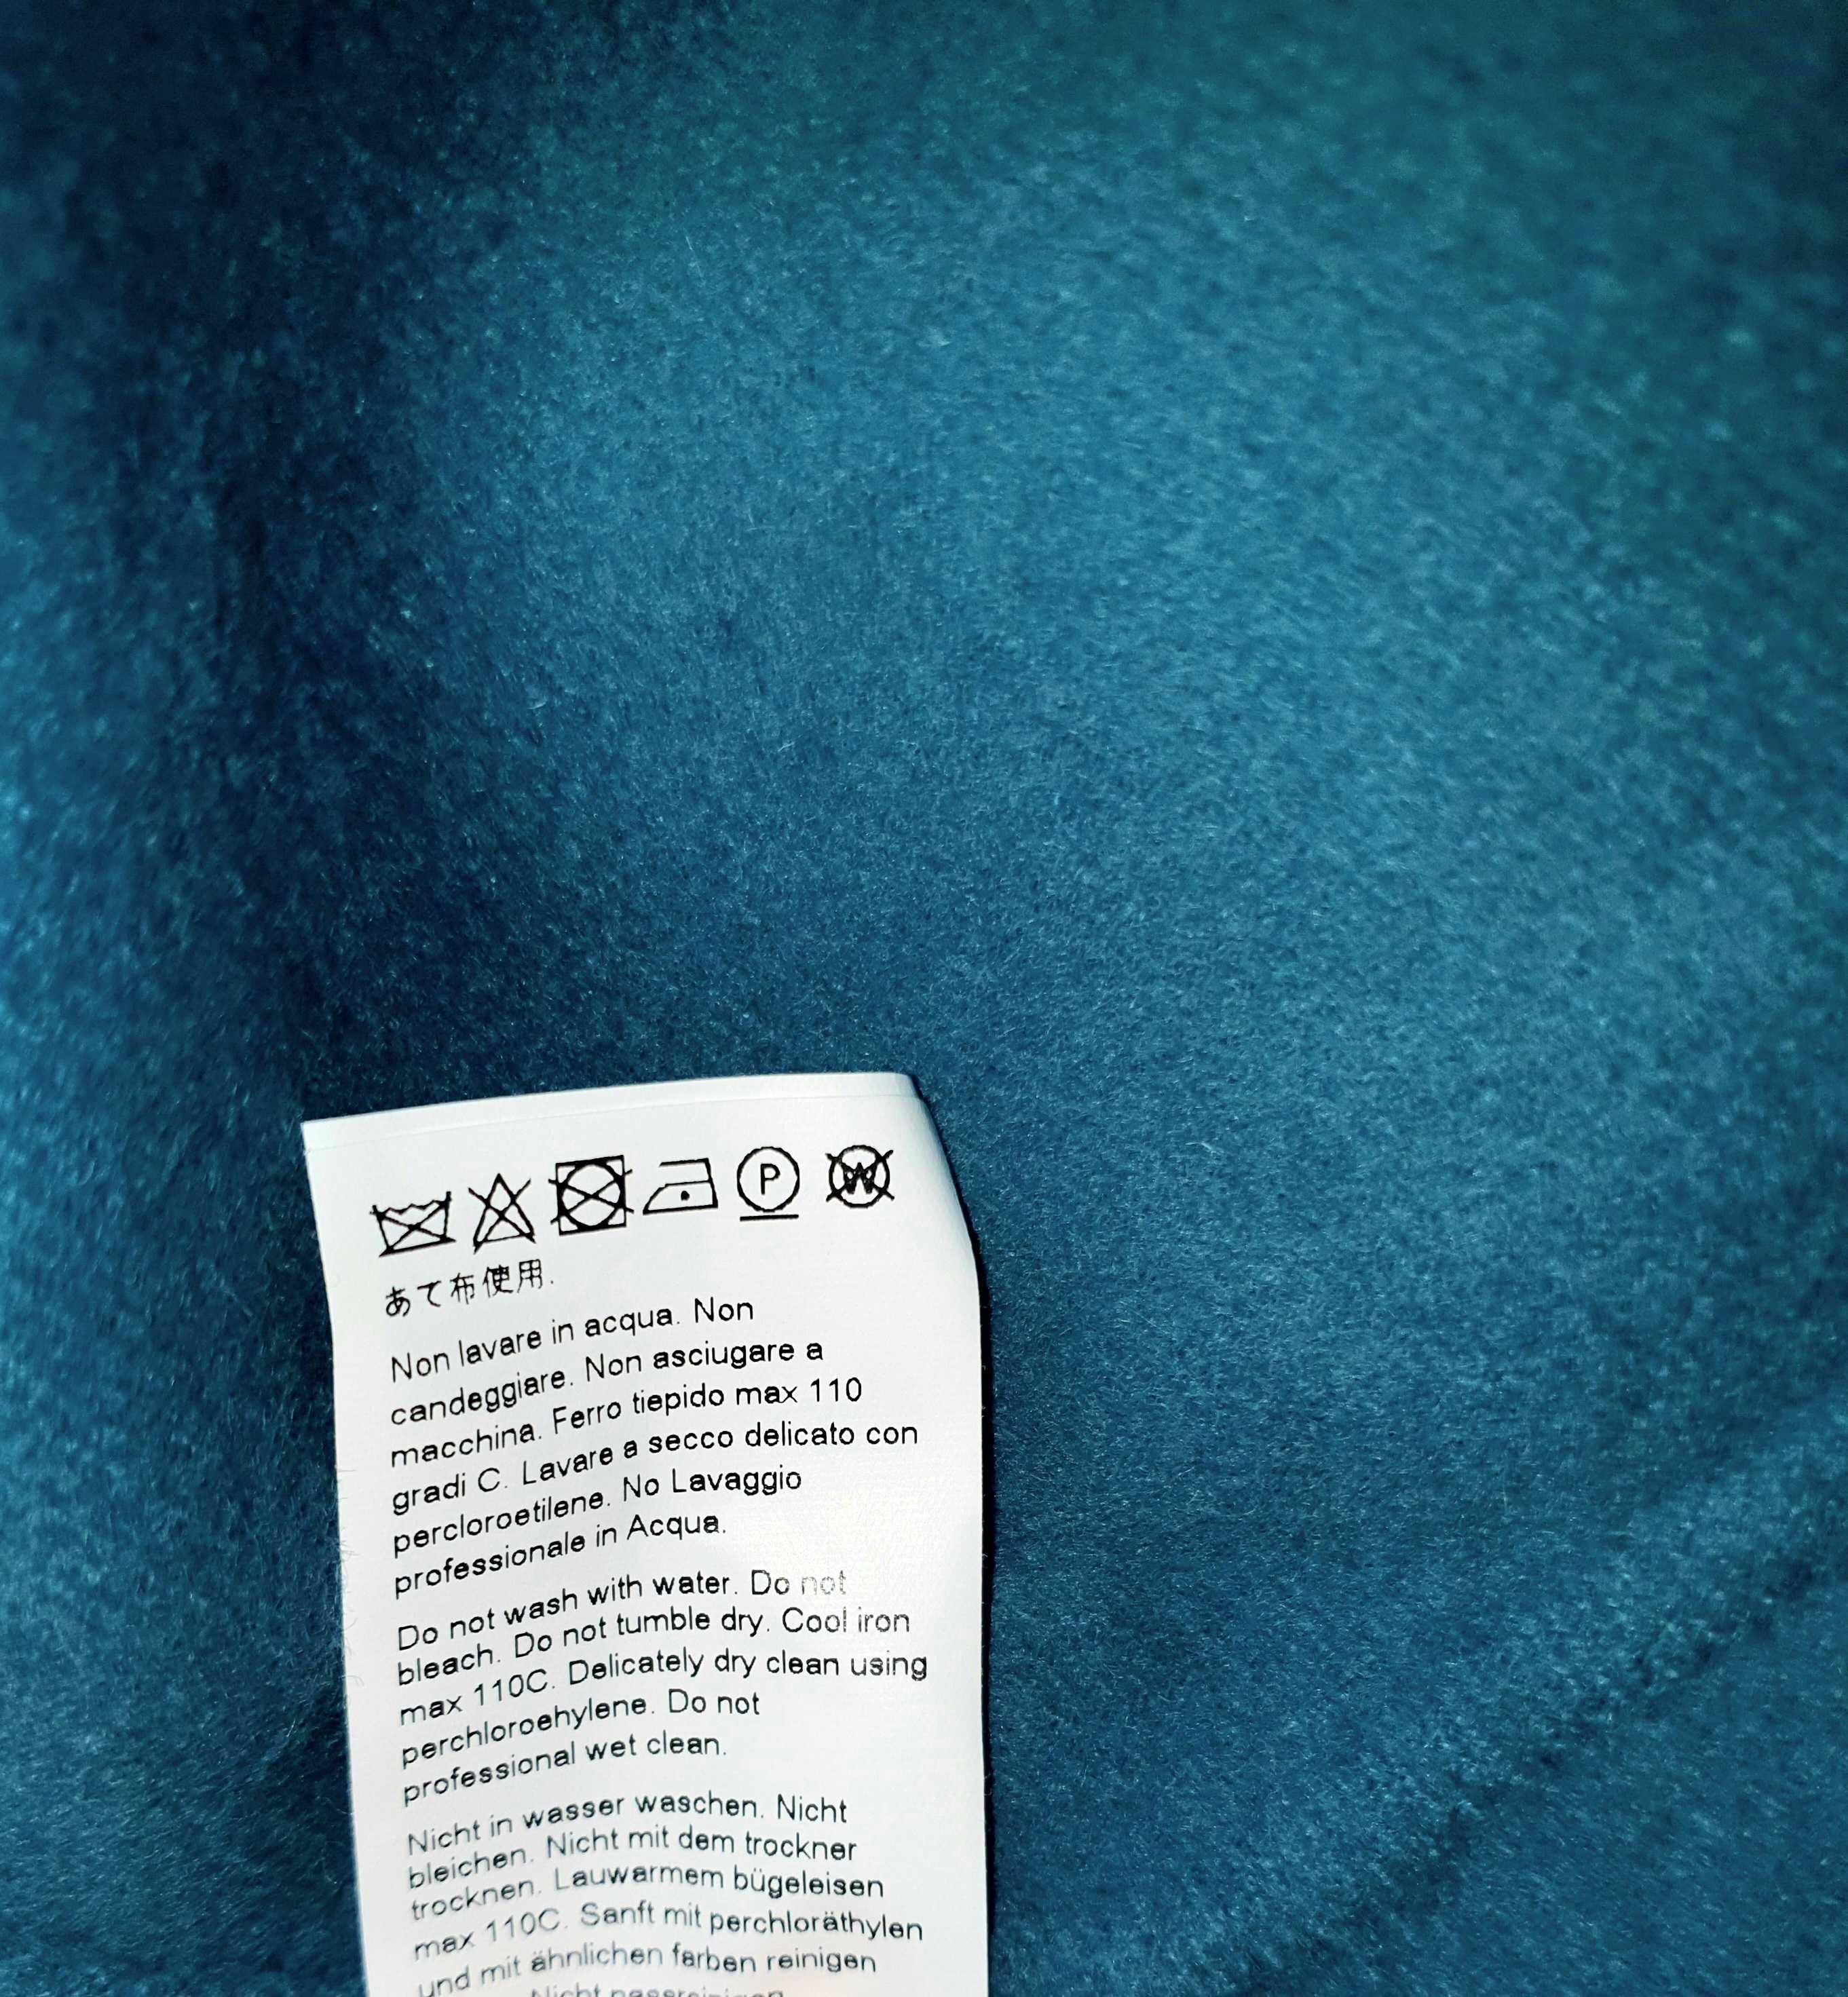 P W
あて布使用.
Non lavare in acqua. Non
candeggiare. Non asciugare a
macchina. Ferro tiepido max 110
gradi C. Lavare a secco delicato con
percloroetilene. No Lavaggio
professionale in Acqua.
Do not wash with water. Do not
bleach. Do not tumble dry. Cool iron
max 110C. Delicately dry clean using
perchloroehylene. Do not
professional wet clean.
Nicht in wasser waschen. Nicht
bleichen. Nicht mit dem trockner
trocknen. Lauwarmem bügeleisen
max 110C. Sanft mit perchloräthylen
und mit ähnlichen farben reinigen
Nicht